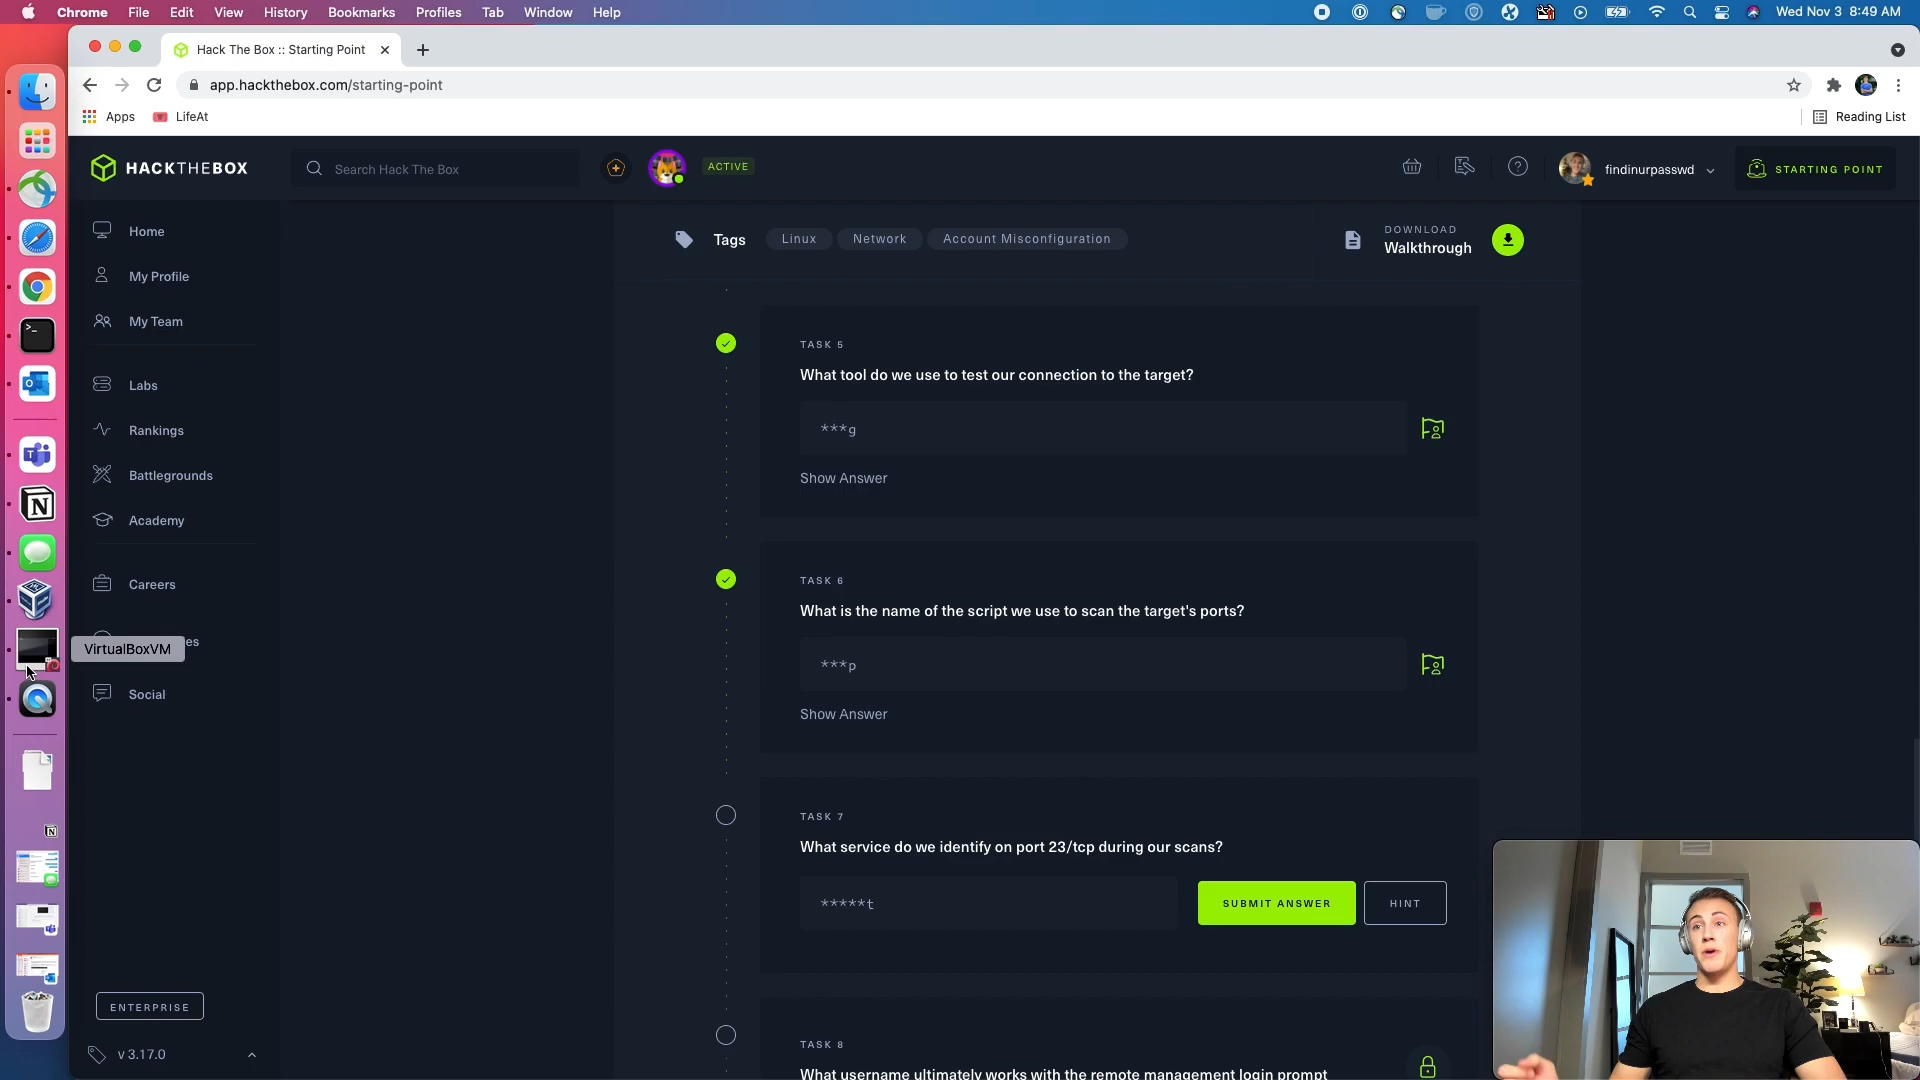 Chrome File Edit View History Bookmarks Profiles Tab Window Help
Wed Nov 3 8:49 AM
Hack The Box :: Starting Point
app.hackthebox.com/starting-point
Apps LifeAt
Reading List
HACKTHEBOX
Search Hack The Box
ACTIVE
findinurpasswd
STARTING POINT
Home
My Profile
My Team
Labs
Rankings
Battlegrounds
Academy
Careers
es
VirtualBoxVM
Social
ENTERPRISE
v 3.17.0
Tags Linux Network Account Misconfiguration
DOWNLOAD
Walkthrough
TASK 5
What tool do we use to test our connection to the target?
***g
Show Answer
TASK 6
What is the name of the script we use to scan the target's ports?
***p
Show Answer
TASK 7
What service do we identify on port 23/tcp during our scans?
*****t
SUBMIT ANSWER
HINT
TASK 8
What username ultimately works with the remote management login prompt